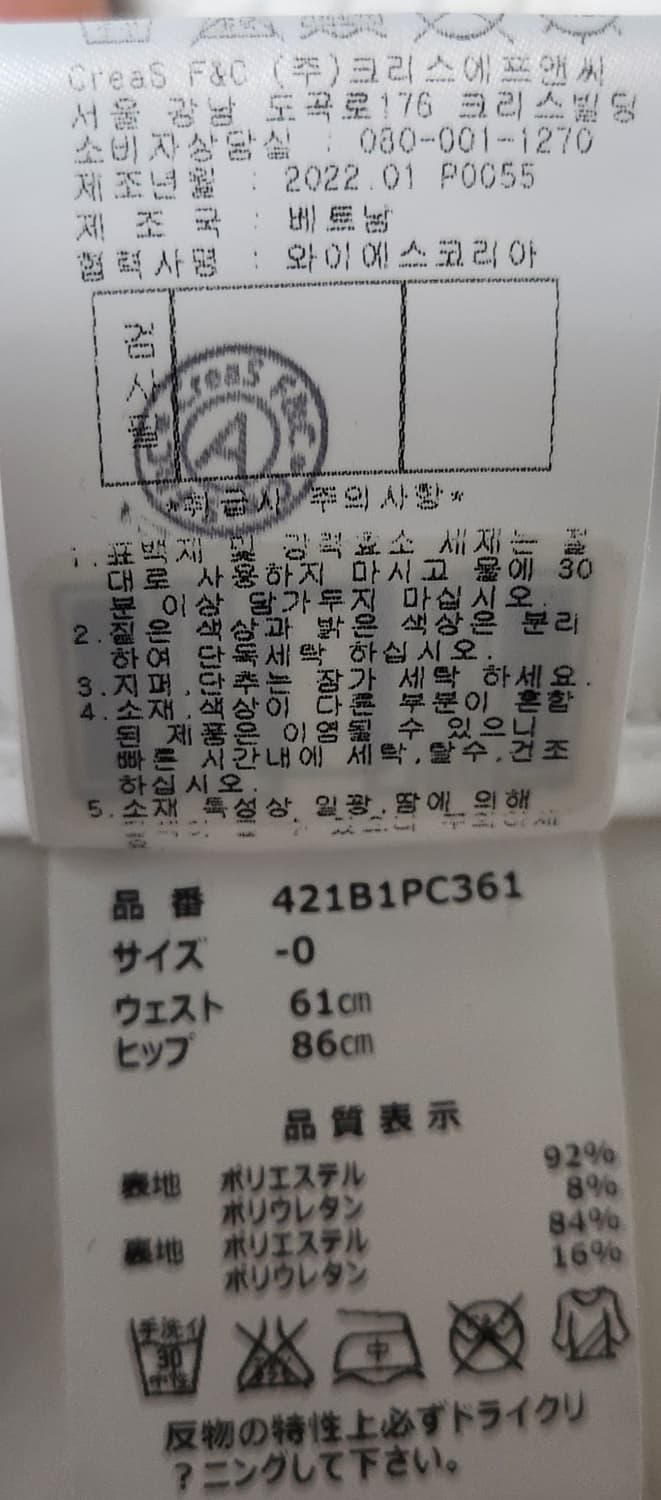 CreaS F&C (주)크리스에프앤씨
서울 강남 도곡로176 크리스빌딩
소비자상담실 : 080-001-1270
제조년월 : 2022.01 P0055
제 조 국 : 베트남
협력사명 : 와이에스코리아
검사필
CreaS F&C
A
*취급시 주의사항*
1.표백제 및 강력효소 세제는 절
대로 사용하지 마시고 물에 30
분 이상 담가두지 마십시오.
2.짙은 색상과 밝은 색상은 분리
하여 단독세탁 하십시오.
3.지퍼,단추는 잠가 세탁 하세요.
4.소재,색상이 다른 부분이 혼합
된 제품은 이염될 수 있으니
빠른 시간내에 세탁,탈수,건조
하십시오.
5.소재 특성상 일광,땀에 의해
品 番 421B1PC361
サイズ -0
ウェスト 61cm
ヒップ 86cm
品質表示
表地 ポリエステル 92%
ポリウレタン 8%
裏地 ポリエステル 84%
ポリウレタン 16%
手洗イ 30 中性
中
反物の特性上必ずドライクリ
?ニングして下さい。